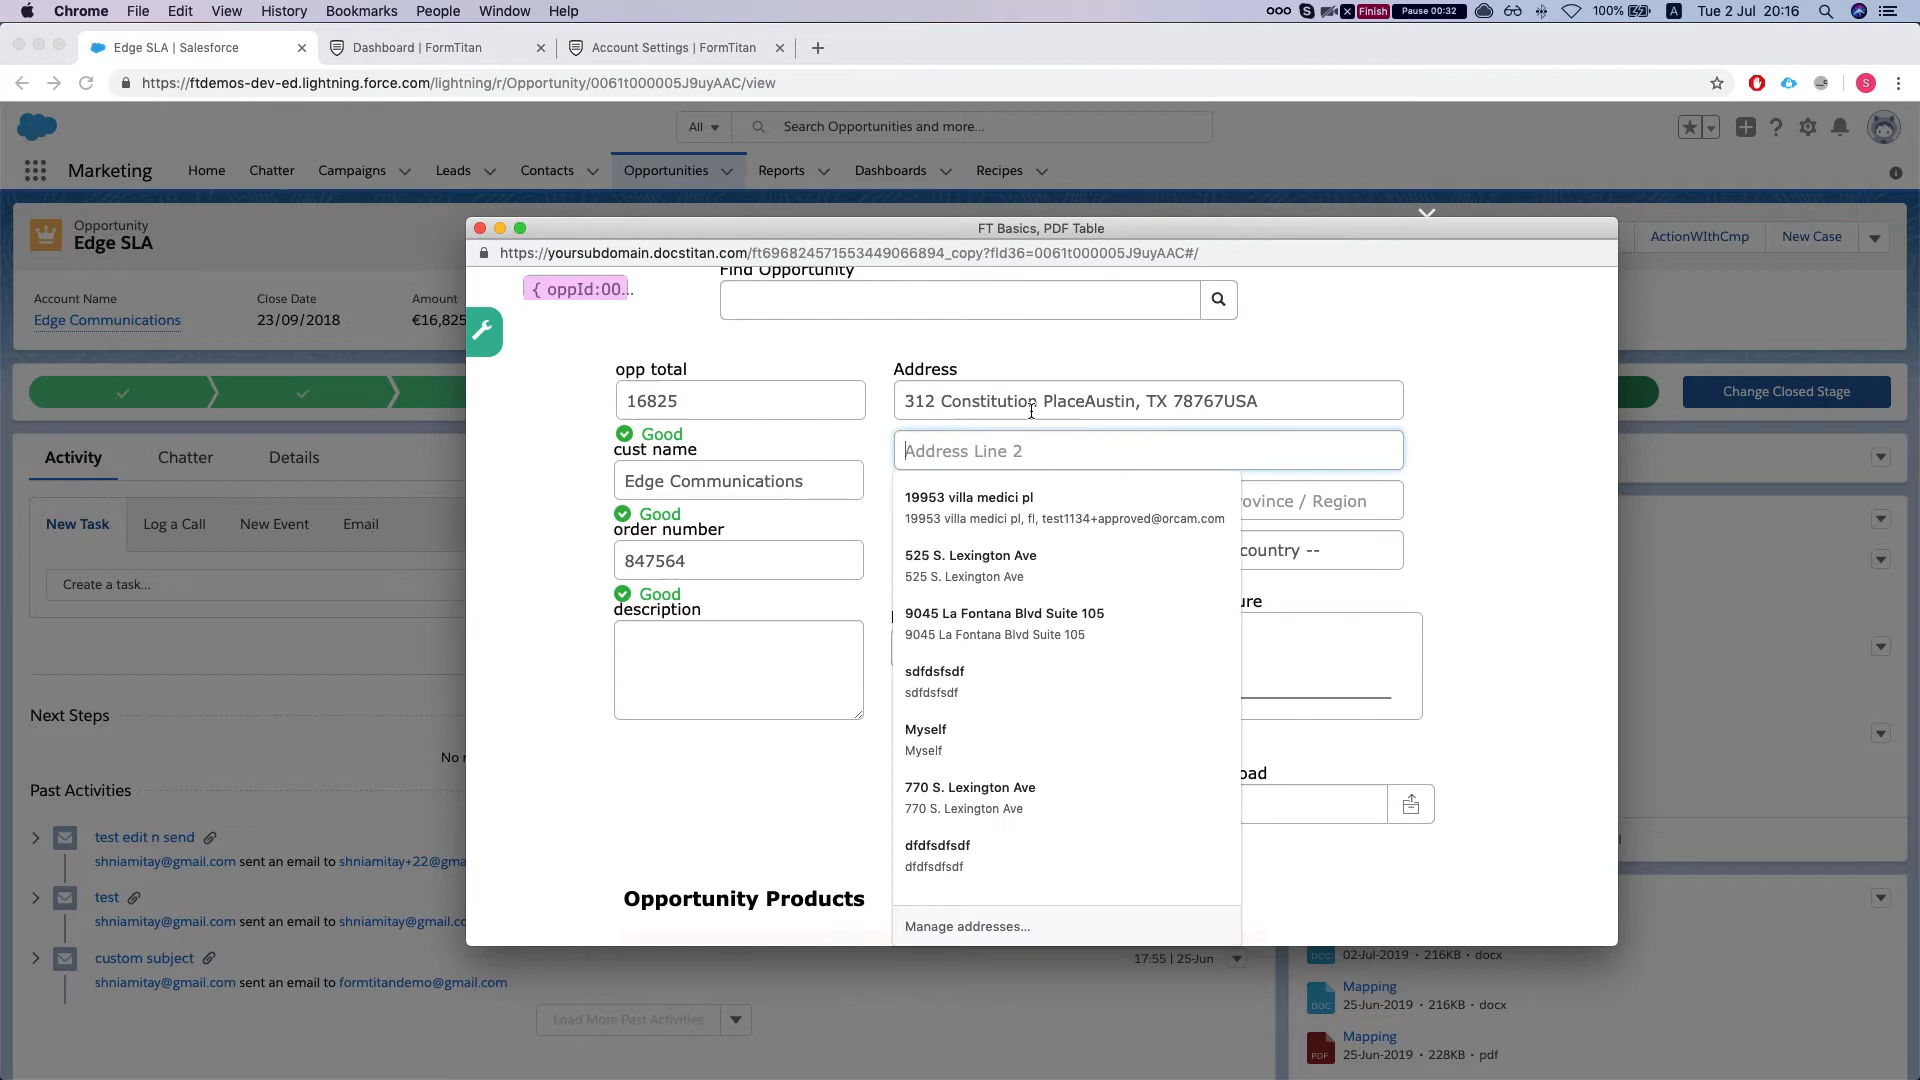 Chrome File Edit View History Bookmarks People Window Help
Finish Pause 00:32 100% A Tue 2 Jul 20:16
Edge SLA | Salesforce
Dashboard | FormTitan
Account Settings | FormTitan
https://ftdemos-dev-ed.lightning.force.com/lightning/r/Opportunity/0061t000005J9uyAAC/view
S
All
Search Opportunities and more...
Marketing
Home Chatter Campaigns Leads Contacts Opportunities Reports Dashboards Recipes
Opportunity
Edge SLA
ActionWIthCmp
New Case
Account Name
Edge Communications
Close Date
23/09/2018
Amount
€16,825
Change Closed Stage
FT Basics, PDF Table
https://yoursubdomain.docstitan.com/ft696824571553449066894_copy?fId36=0061t000005J9uyAAC#/
Find Opportunity
{ oppId:00...
opp total
16825
Good
cust name
Edge Communications
Good
order number
847564
Good
description
Address
312 Constitution PlaceAustin, TX 78767USA
Address Line 2
ovince / Region
country --
ure
oad
19953 villa medici pl
19953 villa medici pl, fl, test1134+approved@orcam.com
525 S. Lexington Ave
525 S. Lexington Ave
9045 La Fontana Blvd Suite 105
9045 La Fontana Blvd Suite 105
sdfdsfsdf
sdfdsfsdf
Myself
Myself
770 S. Lexington Ave
770 S. Lexington Ave
dfdfsdfsdf
dfdfsdfsdf
Manage addresses...
Opportunity Products
Activity Chatter Details
New Task Log a Call New Event Email
Create a task...
Next Steps
No
Past Activities
test edit n send
shniamitay@gmail.com sent an email to shniamitay+22@gma
test
shniamitay@gmail.com sent an email to shniamitay@gmail.co
custom subject
17:55 | 25-Jun
shniamitay@gmail.com sent an email to formtitandemo@gmail.com
Load More Past Activities
DOC
02-Jul-2019 • 216KB • docx
Mapping
DOC
25-Jun-2019 • 216KB • docx
Mapping
PDF
25-Jun-2019 • 228KB • pdf